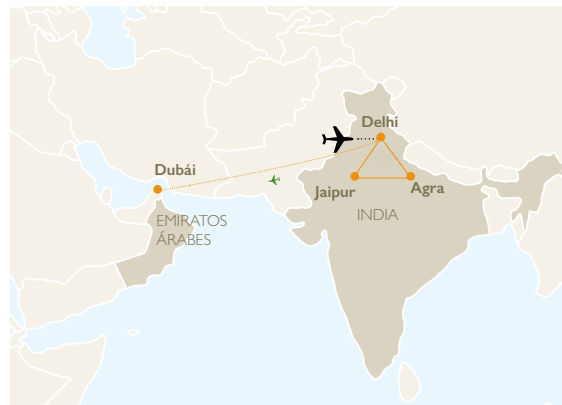 Delhi
Dubái
Jaipur
Agra
EMIRATOS
ÁRABES
INDIA